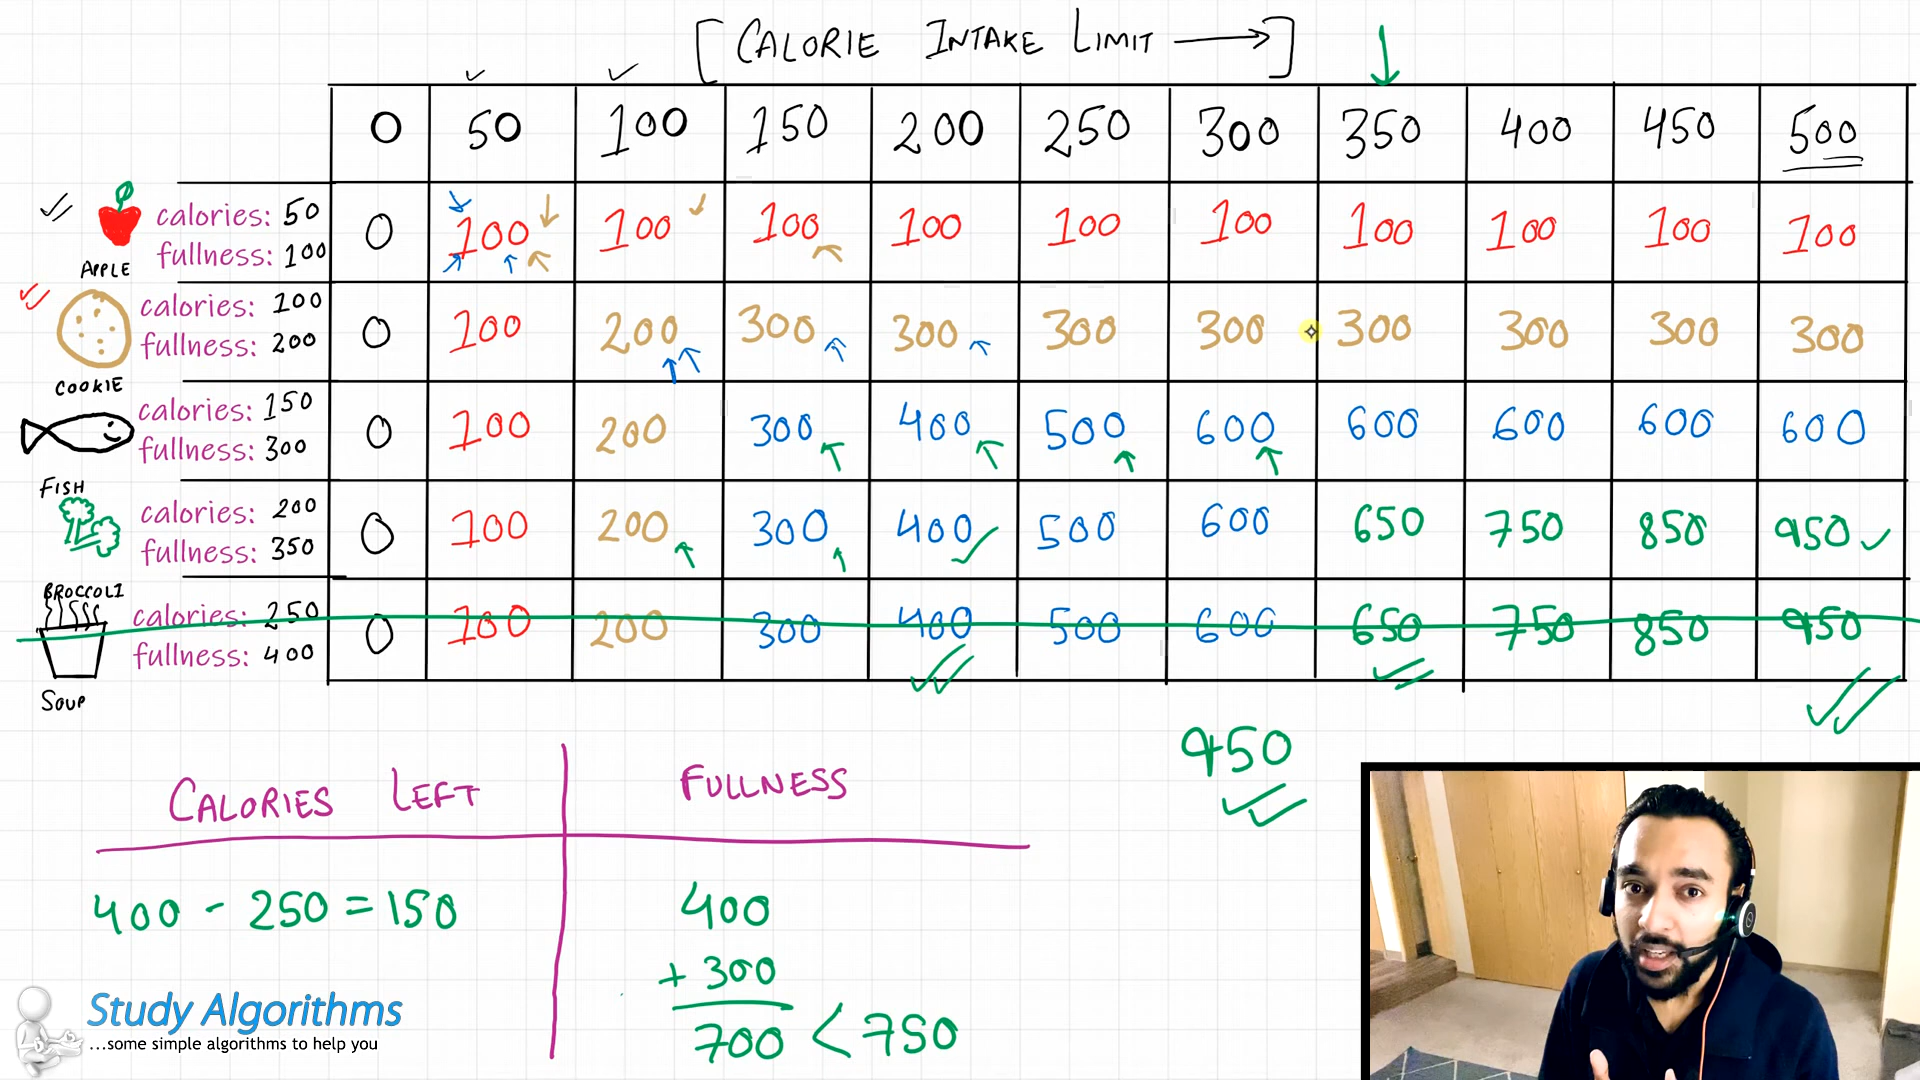 [CALORIE INTAKE LIMIT →]
0 50 100 150 200 250 300 350 400 450 500
calories: 50
fullness: 100
APPLE
0 100 100 100 100 100 100 100 100 100 100
calories: 100
fullness: 200
COOKIE
0 100 200 300 300 300 300 300 300 300 300
calories: 150
fullness: 300
FISH
0 100 200 300 400 500 600 600 600 600 600
calories: 200
fullness: 350
BROCCOLI
0 100 200 300 400 500 600 650 750 850 950
calories: 250
fullness: 400
SOUP
0 100 200 300 400 500 600 650 750 850 950
950
CALORIES LEFT FULLNESS
400 - 250 = 150
400
+ 300
700 < 750
Study Algorithms
...some simple algorithms to help you